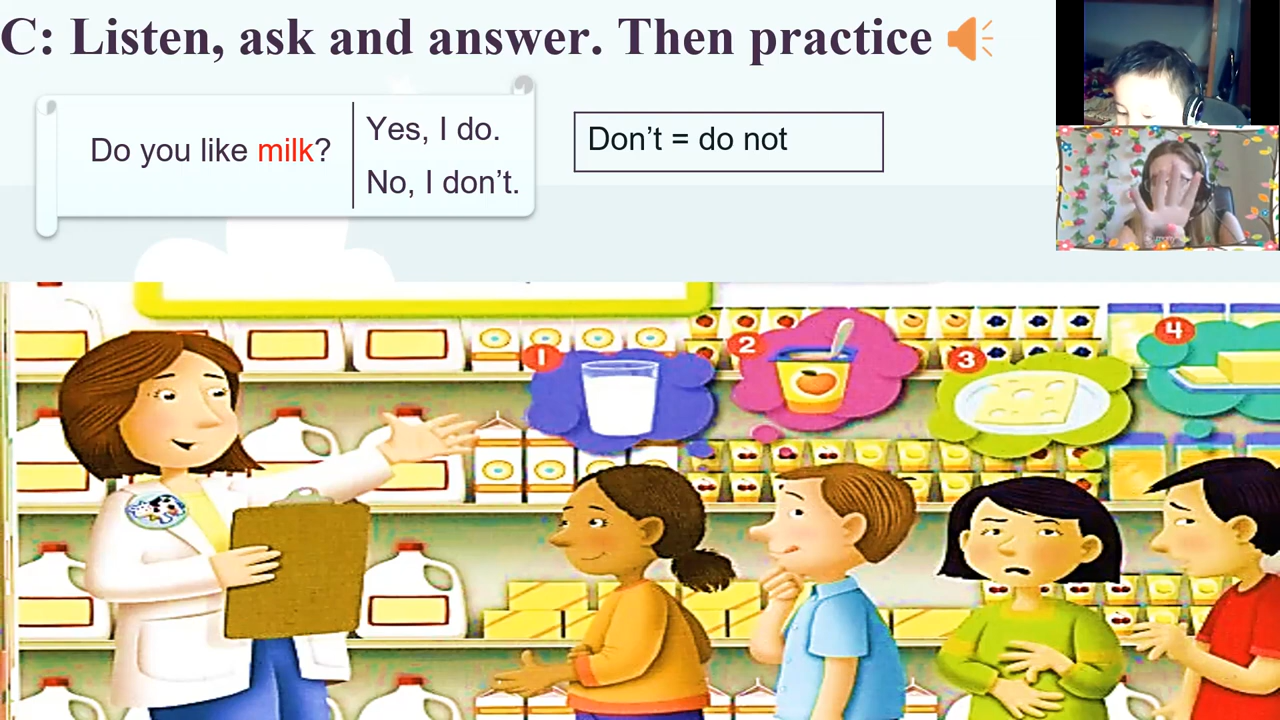 C: Listen, ask and answer. Then practice
Do you like milk?
Yes, I do.
No, I don't.
Don't = do not
1
2
3
4